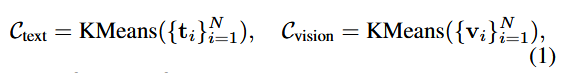 𝒞_text = KMeans({𝐭_i}_{i=1}^N), 𝒞_vision = KMeans({𝐯_i}_{i=1}^N),
(1)